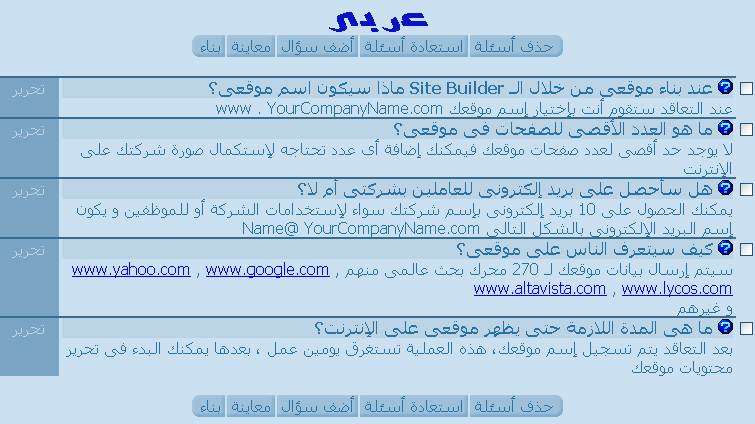 عربي
حذف أسئلة | استعادة أسئلة | أضف سؤال | معاينة | بناء
عند بناء موقعى من خلال الـ Site Builder ماذا سيكون اسم موقعى؟ تحرير
عند التعاقد ستقوم أنت بإختيار إسم موقعك www . YourCompanyName.com
ما هو العدد الأقصى للصفحات فى موقعى؟ تحرير
لا يوجد حد أقصى لعدد صفحات موقعك فيمكنك إضافة أى عدد تحتاجه لإستكمال صورة شركتك على
الإنترنت
هل سأحصل على بريد إلكترونى للعاملين بشركتى أم لا؟ تحرير
يمكنك الحصول على 10 بريد إلكترونى بإسم شركتك سواء لإستخدامات الشركة أو للموظفين و يكون
إسم البريد الإلكترونى بالشكل التالى Name@ YourCompanyName.com
كيف سيتعرف الناس على موقعى؟ تحرير
سيتم إرسال بيانات موقعك لـ 270 محرك بحث عالمى منهم , www.google.com , www.yahoo.com
www.altavista.com , www.lycos.com
و غيرهم
ما هى المدة اللازمة حتى يظهر موقعى على الإنترنت؟ تحرير
بعد التعاقد يتم تسجيل إسم موقعك، هذه العملية تستغرق يومين عمل ، بعدها يمكنك البدء فى تحرير
محتويات موقعك
حذف أسئلة | استعادة أسئلة | أضف سؤال | معاينة | بناء